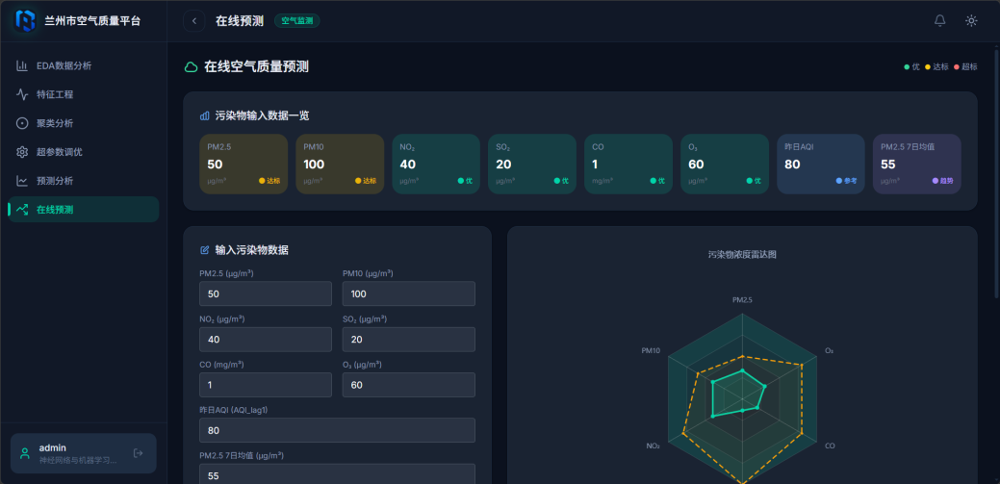 兰州市空气质量平台
在线预测
空气监测
EDA数据分析
特征工程
聚类分析
超参数调优
预测分析
在线预测
admin
神经网络与机器学习...
在线空气质量预测
优 达标 超标
污染物输入数据一览
PM2.5
50
μg/m³ 达标
PM10
100
μg/m³ 达标
NO₂
40
μg/m³ 优
SO₂
20
μg/m³ 优
CO
1
mg/m³ 优
O₃
60
μg/m³ 优
昨日AQI
80
参考
PM2.5 7日均值
55
μg/m³ 趋势
输入污染物数据
PM2.5 (μg/m³) PM10 (μg/m³)
50 100
NO₂ (μg/m³) SO₂ (μg/m³)
40 20
CO (mg/m³) O₃ (μg/m³)
1 60
昨日AQI (AQI_lag1)
80
PM2.5 7日均值 (μg/m³)
55
污染物浓度雷达图
PM2.5
PM10 O₃
NO₂ CO